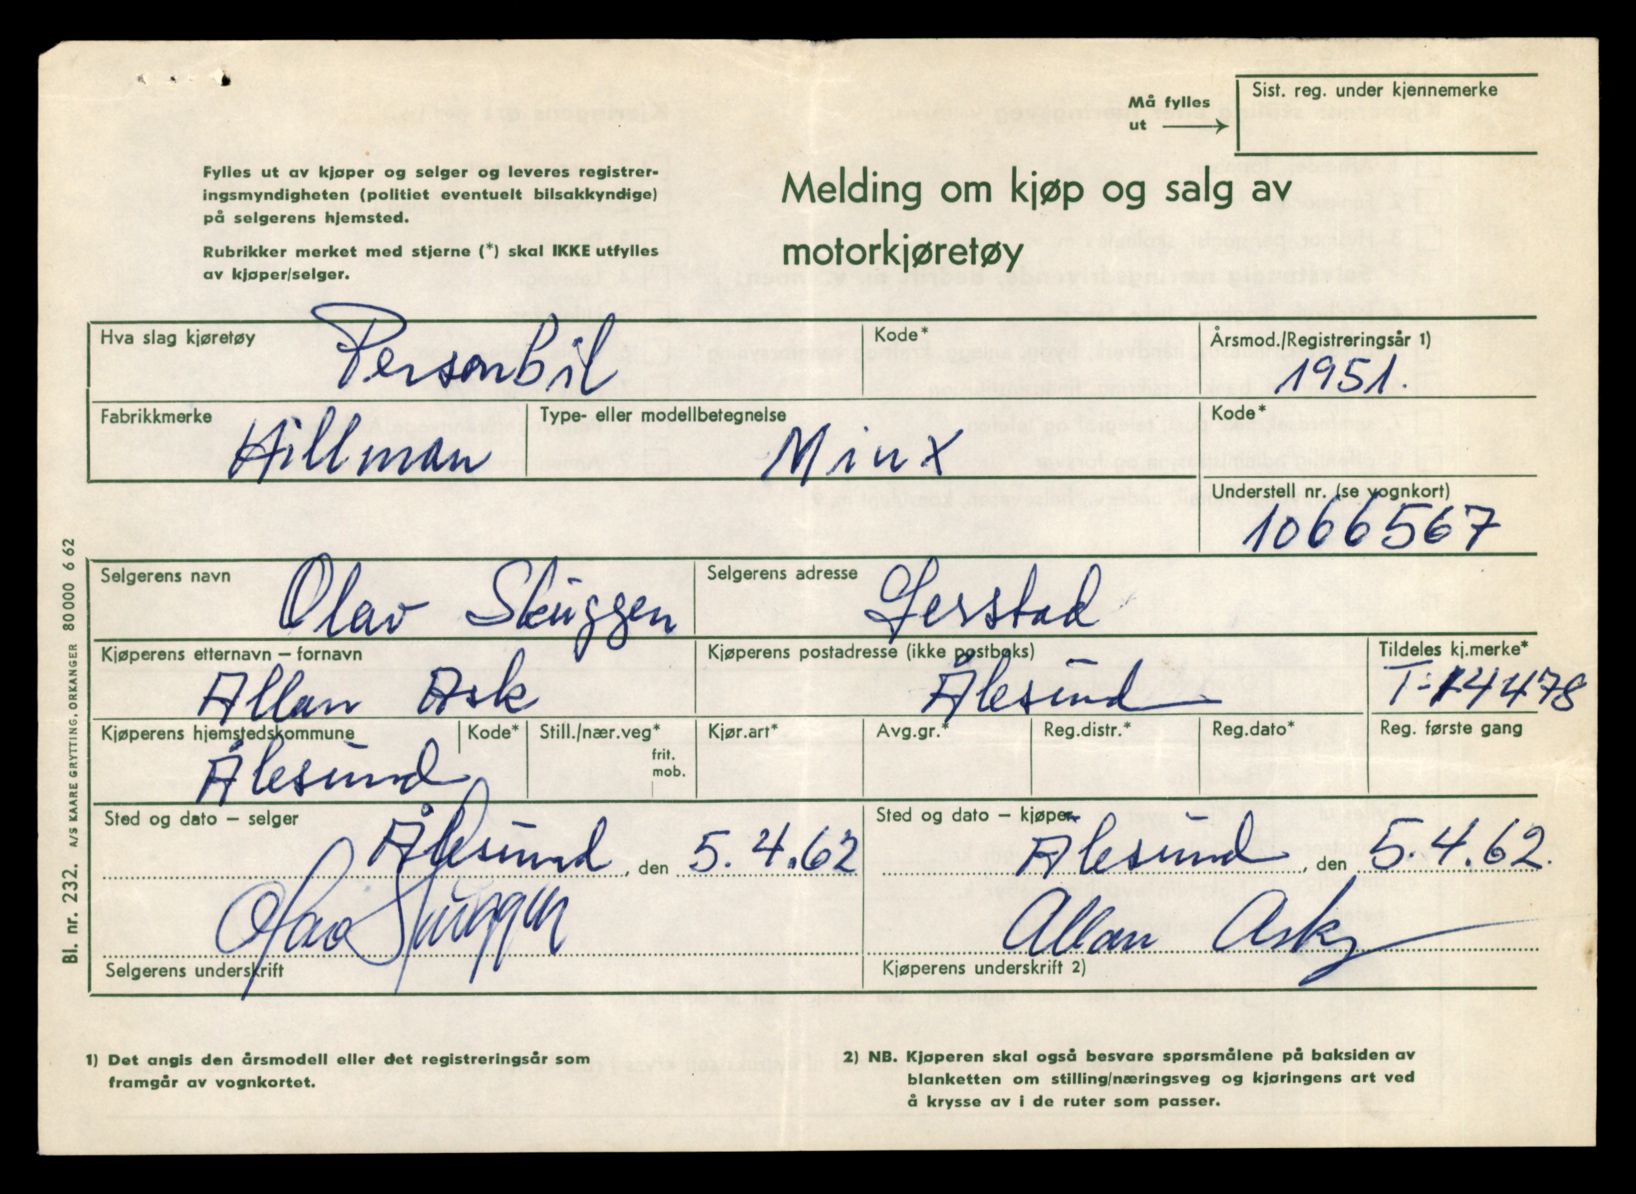 Må fylles
ut
Sist. reg. under kjennemerke
Fylles ut av kjøper og selger og leveres registrer-
ingsmyndigheten (politiet eventuelt bilsakkyndige)
på selgerens hjemsted.
Rubrikker merket med stjerne (*) skal IKKE utfylles
av kjøper/selger.
Melding om kjøp og salg av
motorkjøretøy
Hva slag kjøretøy
Personbil
Kode*
Årsmod./Registreringsår 1)
1951.
Fabrikkmerke
Hillman
Type- eller modellbetegnelse
Minx
Kode*
Understell nr. (se vognkort)
1066567
Selgerens navn
Olav Skuggen
Selgerens adresse
Lerstad
Kjøperens etternavn – fornavn
Allan Ask
Kjøperens postadresse (ikke postboks)
Ålesund
Tildeles kj.merke*
T-14478
Kjøperens hjemstedskommune
Ålesund
Kode*
Still./nær.veg*
frit.
mob.
Kjør.art*
Avg.gr.*
Reg.distr.*
Reg.dato*
Reg. første gang
Sted og dato – selger
Ålesund, den 5.4.62
Olav Skuggen
Selgerens underskrift
Sted og dato – kjøper
Ålesund, den 5.4.62.
Allan Ask
Kjøperens underskrift 2)
1) Det angis den årsmodell eller det registreringsår som
framgår av vognkortet.
2) NB. Kjøperen skal også besvare spørsmålene på baksiden av
blanketten om stilling/næringsveg og kjøringens art ved
å krysse av i de ruter som passer.
Bl. nr. 232. A/S KAARE GRYTTING, ORKANGER 80 000 6 62